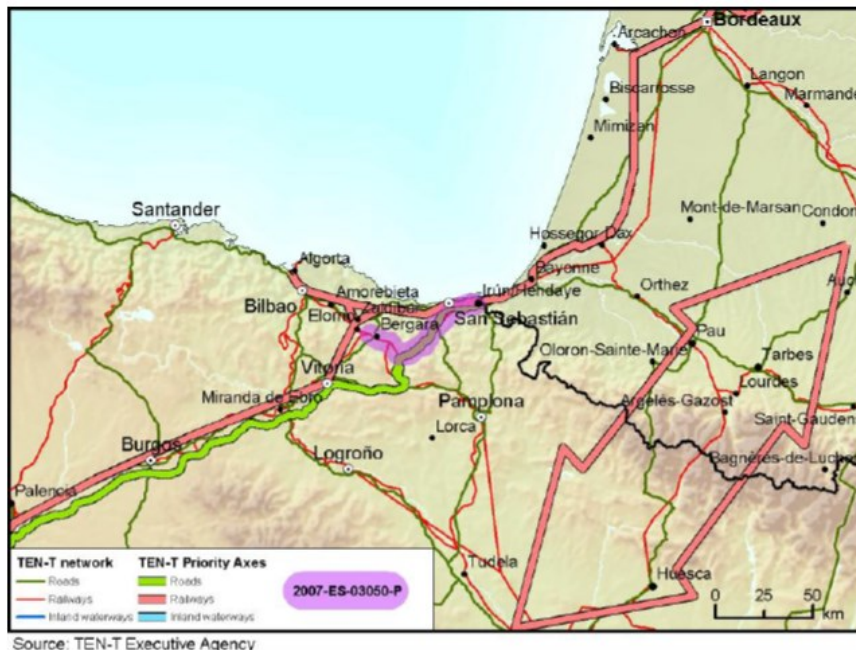 Bordeaux
Arcachon
Langon
Biscarrosse
Marmande
Mimizan
Santander
Mont-de-Marsan
Condom
Hossegor
Dax
Algorta
Bayonne
Amorebieta
Irún
Hendaye
Orthez
Bilbao
Elorrio
Bergara
San Sebastián
Pau
Oloron-Sainte-Marie
Tarbes
Vitoria
Lourdes
Miranda de Ebro
Argelès-Gazost
Pamplona
Saint-Gaudens
Lorca
Burgos
Logroño
Bagnères-de-Luchon
Palencia
Tudela
Huesca
TEN-T network
TEN-T Priority Axes
Roads
Roads
Railways
Railways
Inland waterways
Inland waterways
2007-ES-03050-P
0 25 50
km
Source: TEN-T Executive Agency